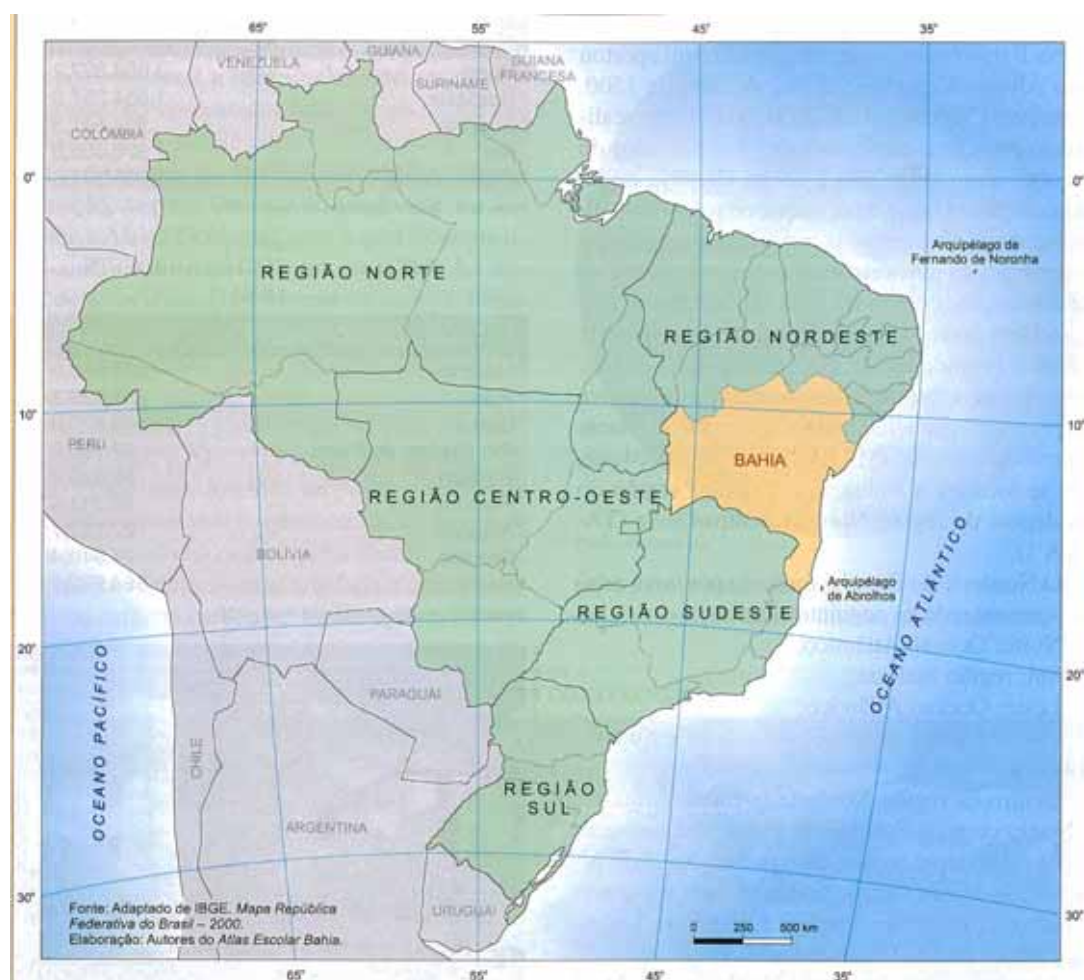 65°
55°
45°
35°
VENEZUELA
GUIANA
SURINAME
GUIANA
FRANCESA
COLÔMBIA
0°
0°
REGIÃO NORTE
Arquipélago de
Fernando de Noronha
REGIÃO NORDESTE
10°
10°
PERU
BAHIA
REGIÃO CENTRO-OESTE
BOLÍVIA
Arquipélago
de Abrolhos
REGIÃO SUDESTE
OCEANO ATLÂNTICO
20°
20°
PARAGUAI
OCEANO PACÍFICO
CHILE
REGIÃO
SUL
ARGENTINA
30°
30°
URUGUAI
Fonte: Adaptado de IBGE. Mapa República
Federativa do Brasil – 2000.
Elaboração: Autores do Atlas Escolar Bahia.
0 250 500 km
65°
55°
45°
35°